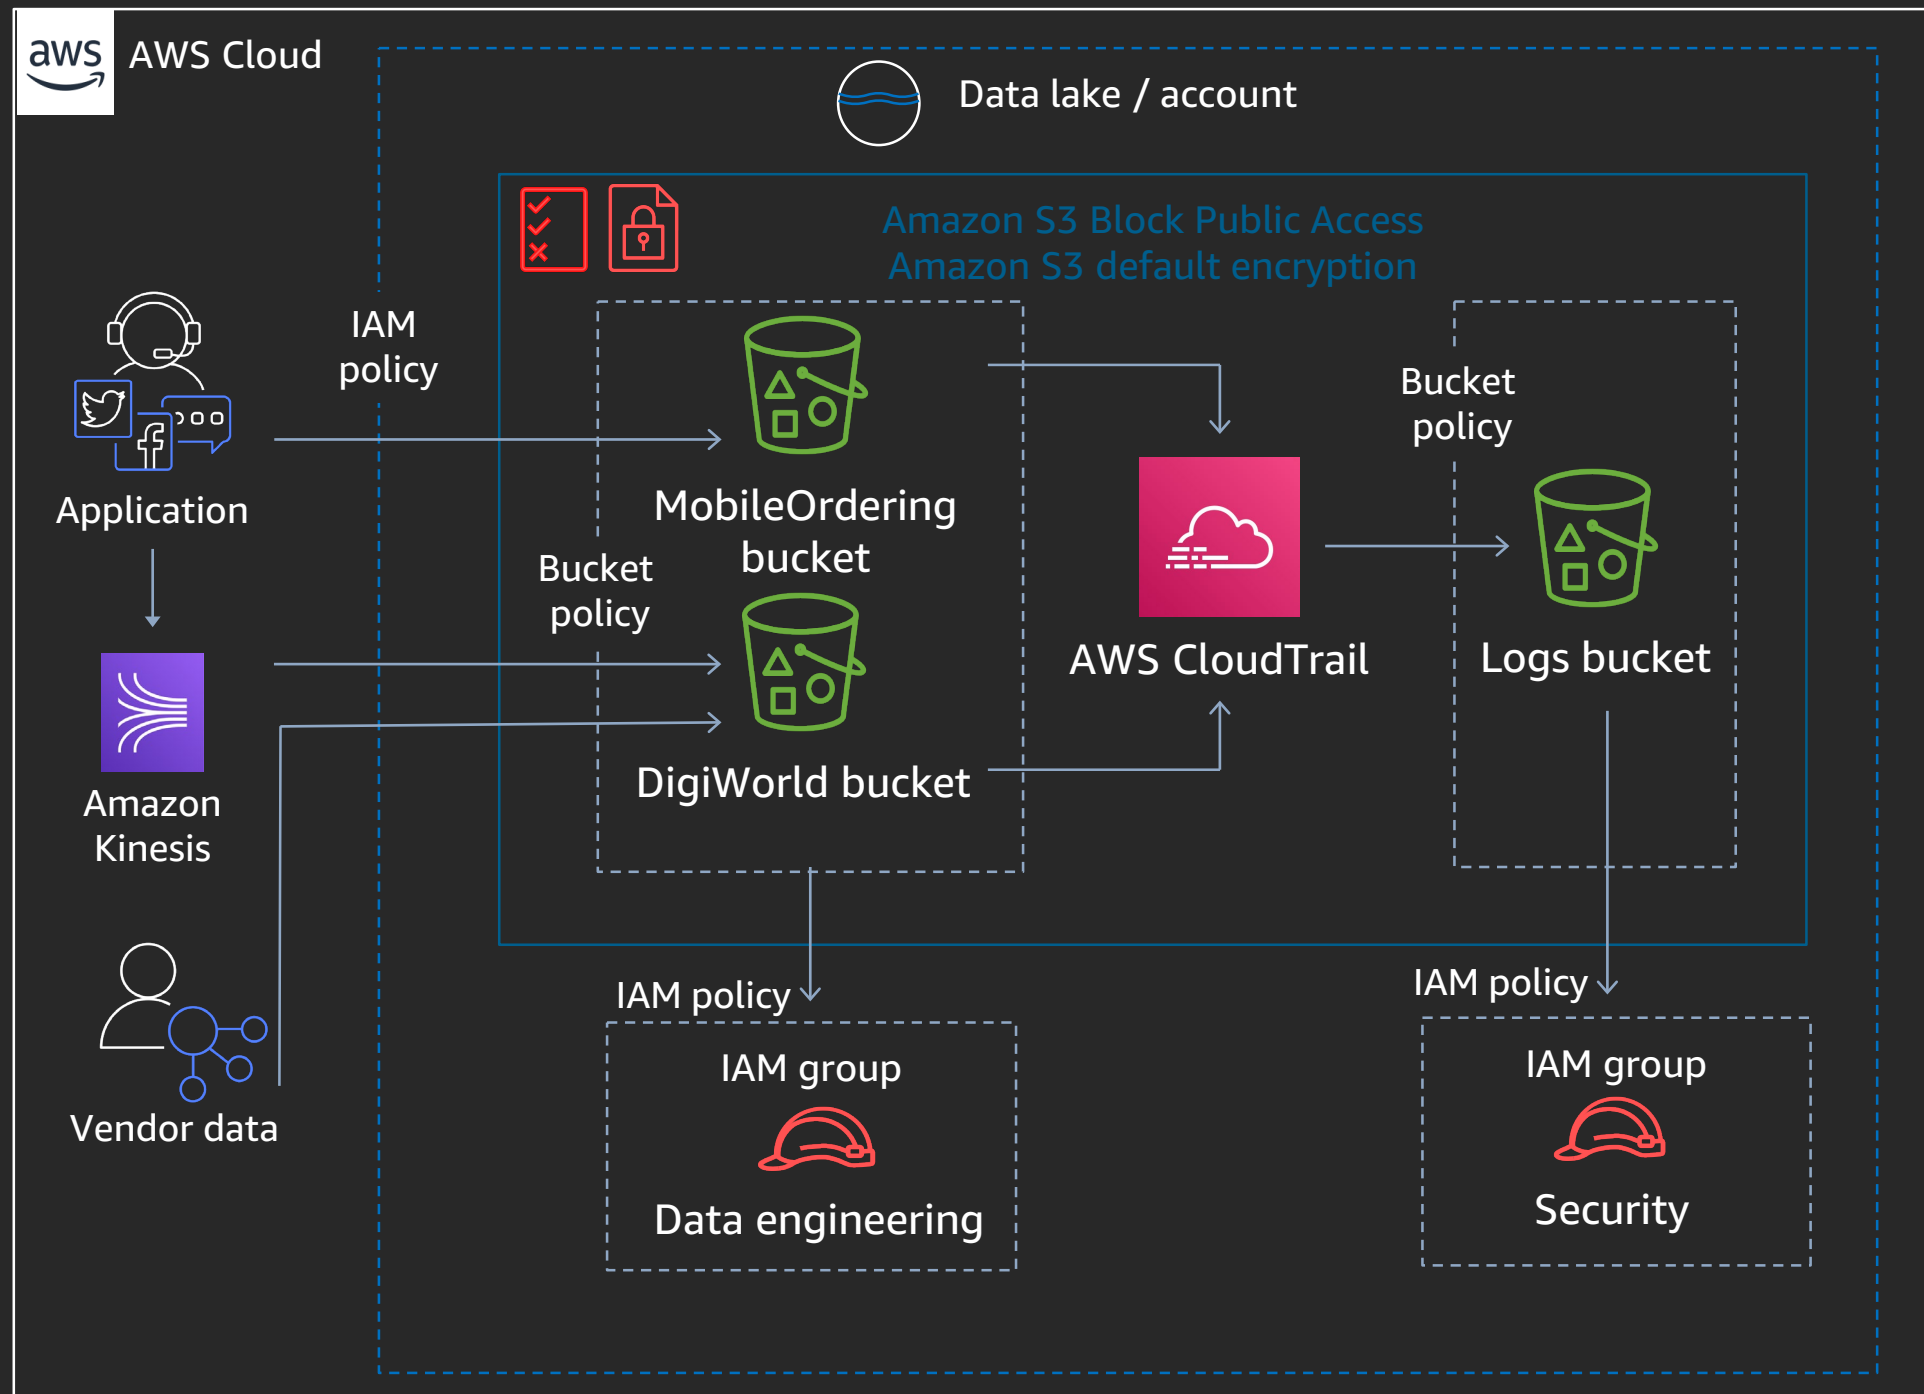 aws
AWS Cloud
Data lake / account
Amazon S3 Block Public Access
Amazon S3 default encryption
IAM
policy
Application
MobileOrdering
bucket
Bucket
policy
Bucket
policy
AWS CloudTrail
Logs bucket
DigiWorld bucket
Amazon
Kinesis
Vendor data
IAM policy
IAM group
Data engineering
IAM policy
IAM group
Security